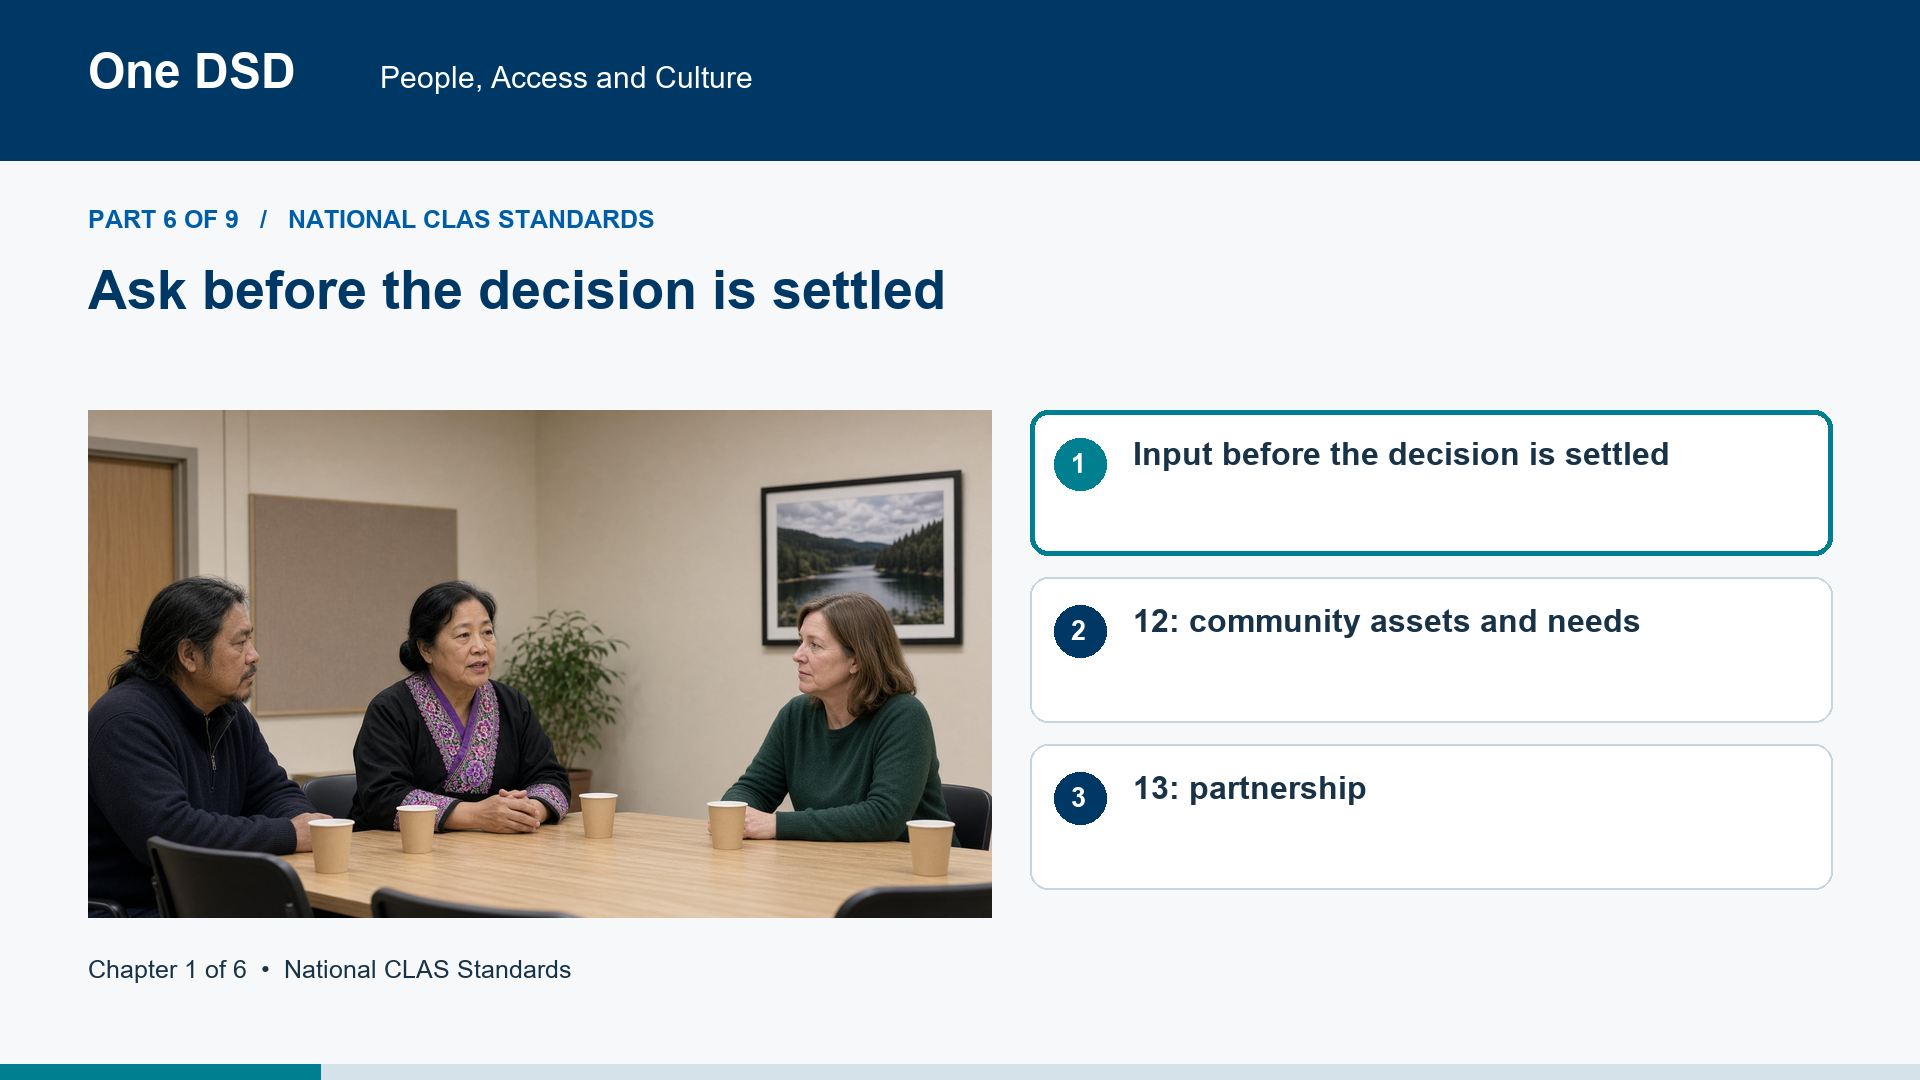 One DSD
People, Access and Culture
PART 6 OF 9 / NATIONAL CLAS STANDARDS
Ask before the decision is settled
1
Input before the decision is settled
2
12: community assets and needs
3
13: partnership
Chapter 1 of 6 • National CLAS Standards